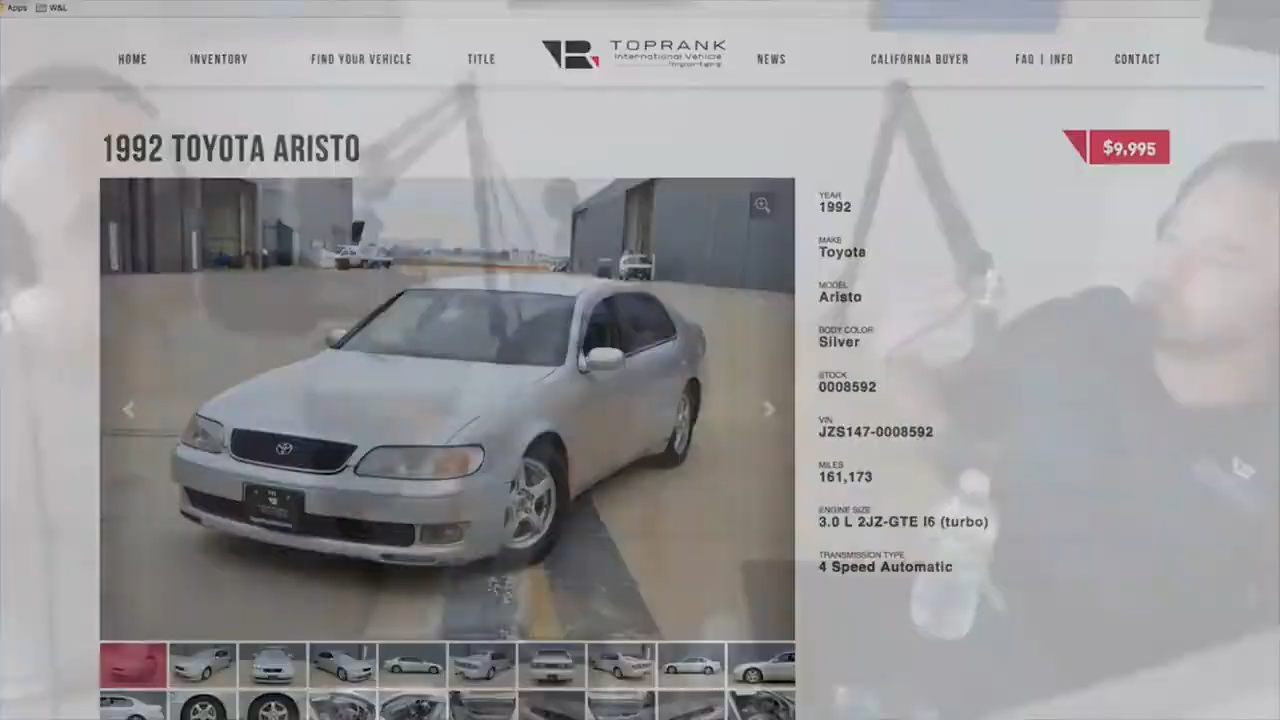 Apps W&L
HOME INVENTORY FIND YOUR VEHICLE TITLE TOPRANK NEWS CALIFORNIA BUYER FAQ | INFO CONTACT
International Vehicle
Importers
1992 TOYOTA ARISTO
$9,995
YEAR
1992
MAKE
Toyota
MODEL
Aristo
BODY COLOR
Silver
STOCK
0008592
VIN
JZS147-0008592
MILES
161,173
ENGINE SIZE
3.0 L 2JZ-GTE I6 (turbo)
TRANSMISSION TYPE
4 Speed Automatic